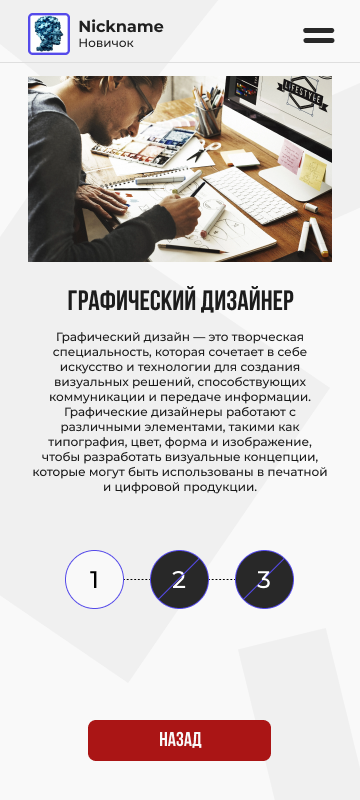 Nickname
Новичок
LIFESTYLE
ГРАФИЧЕСКИЙ ДИЗАЙНЕР
Графический дизайн — это творческая
специальность, которая сочетает в себе
искусство и технологии для создания
визуальных решений, способствующих
коммуникации и передаче информации.
Графические дизайнеры работают с
различными элементами, такими как
типография, цвет, форма и изображение,
чтобы разработать визуальные концепции,
которые могут быть использованы в печатной
и цифровой продукции.
1 2 3
НАЗАД